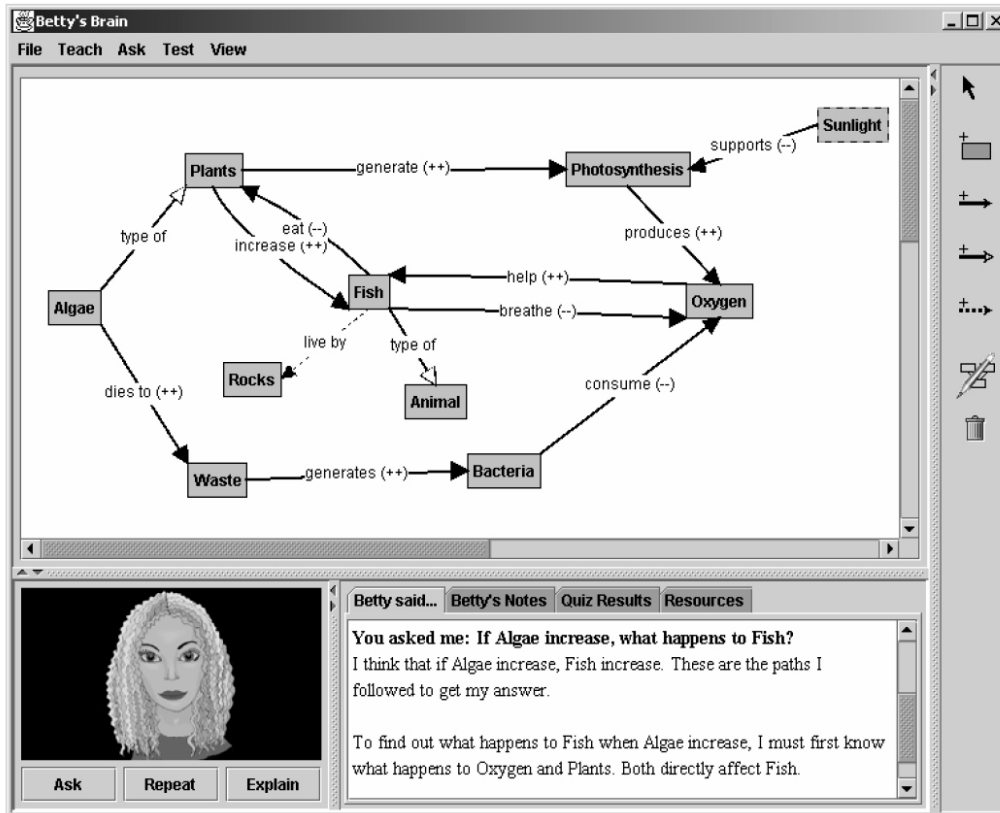 Betty's Brain
File Teach Ask Test View
Sunlight
supports (--)
Plants
generate (++)
Photosynthesis
eat (--)
type of
increase (++)
produces (++)
help (++)
Fish
Oxygen
Algae
breathe (--)
live by
type of
Rocks
consume (--)
dies to (++)
Animal
Waste
generates (++)
Bacteria
Betty said... Betty's Notes Quiz Results Resources
You asked me: If Algae increase, what happens to Fish?
I think that if Algae increase, Fish increase. These are the paths I
followed to get my answer.
To find out what happens to Fish when Algae increase, I must first know
what happens to Oxygen and Plants. Both directly affect Fish.
Ask Repeat Explain